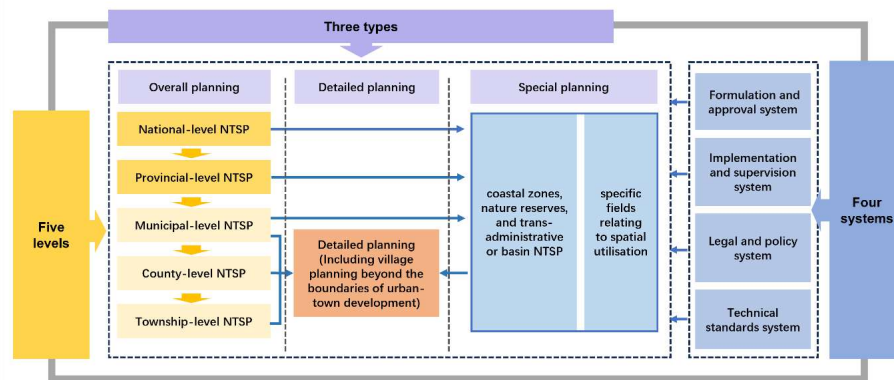 Three types
Overall planning
Detailed planning
Special planning
National-level NTSP
Provincial-level NTSP
Municipal-level NTSP
County-level NTSP
Township-level NTSP
Five
levels
Detailed planning
(Including village
planning beyond the
boundaries of urban-
town development)
coastal zones,
nature reserves,
and trans-
administrative
or basin NTSP
specific
fields
relating
to spatial
utilisation
Formulation and
approval system
Implementation
and supervision
system
Legal and policy
system
Technical
standards system
Four
systems